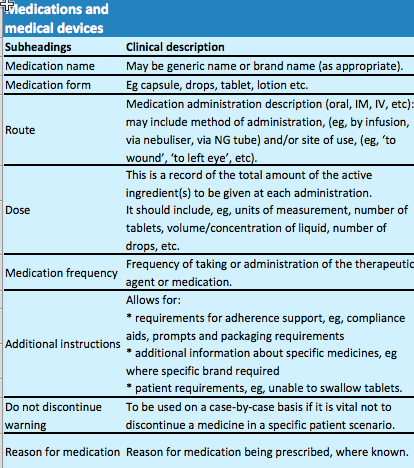 Medications and
medical devices
Subheadings Clinical description
Medication name May be generic name or brand name (as appropriate).
Medication form Eg capsule, drops, tablet, lotion etc.
Route Medication administration description (oral, IM, IV, etc):
may include method of administration, (eg, by infusion,
via nebuliser, via NG tube) and/or site of use, (eg, ‘to
wound’, ‘to left eye’, etc).
Dose This is a record of the total amount of the active
ingredient(s) to be given at each administration.
It should include, eg, units of measurement, number of
tablets, volume/concentration of liquid, number of
drops, etc.
Medication frequency Frequency of taking or administration of the therapeutic
agent or medication.
Additional instructions Allows for:
* requirements for adherence support, eg, compliance
aids, prompts and packaging requirements
* additional information about specific medicines, eg
where specific brand required
* patient requirements, eg, unable to swallow tablets.
Do not discontinue To be used on a case-by-case basis if it is vital not to
warning discontinue a medicine in a specific patient scenario.
Reason for medication Reason for medication being prescribed, where known.